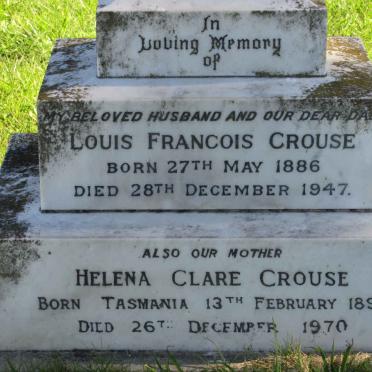 In
Loving Memory
of
MY BELOVED HUSBAND AND OUR DEAR DA
LOUIS FRANCOIS CROUSE
BORN 27TH MAY 1886
DIED 28TH DECEMBER 1947.
ALSO OUR MOTHER
HELENA CLARE CROUSE
BORN TASMANIA 13TH FEBRUARY 189
DIED 26TH DECEMBER 1970